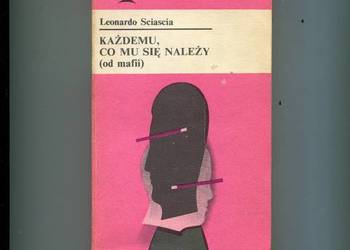 Leonardo Sciascia
KAŻDEMU,
CO MU SIĘ NALEŻY
(od mafii)